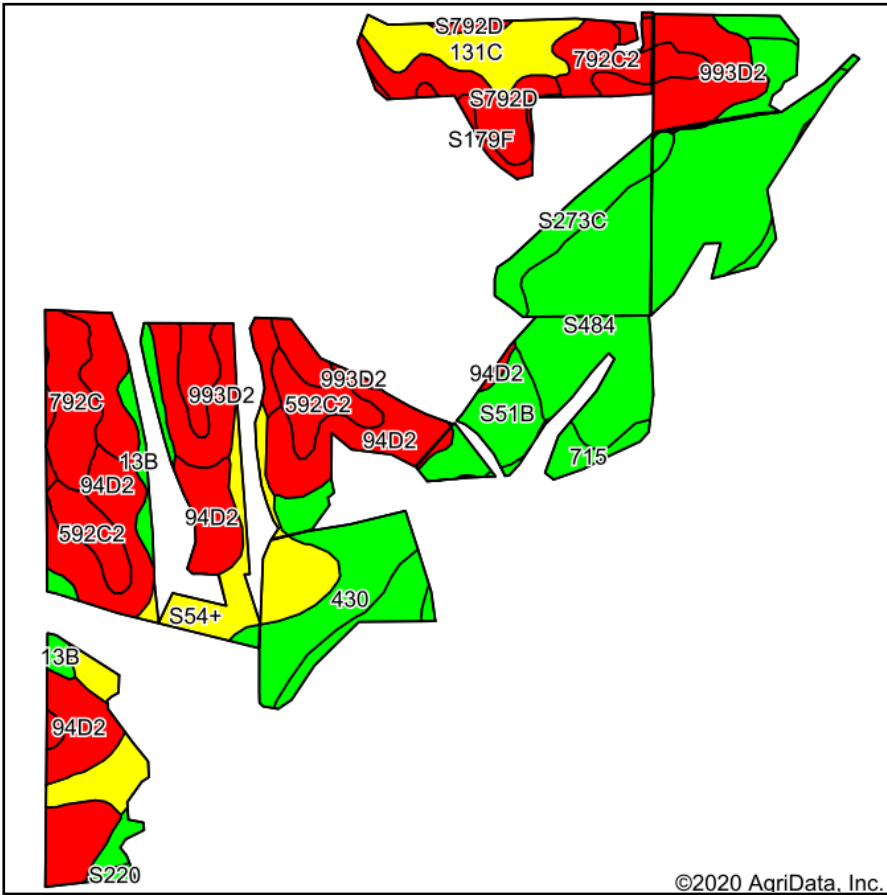 S792D
131C
792C2
993D2
S792D
S179F
S273C
S484
94D2
S51B
715
993D2
592C2
94D2
993D2
792C
13B
94D2
94D2
592C2
S54+
430
13B
94D2
S220
©2020 AgriData, Inc.